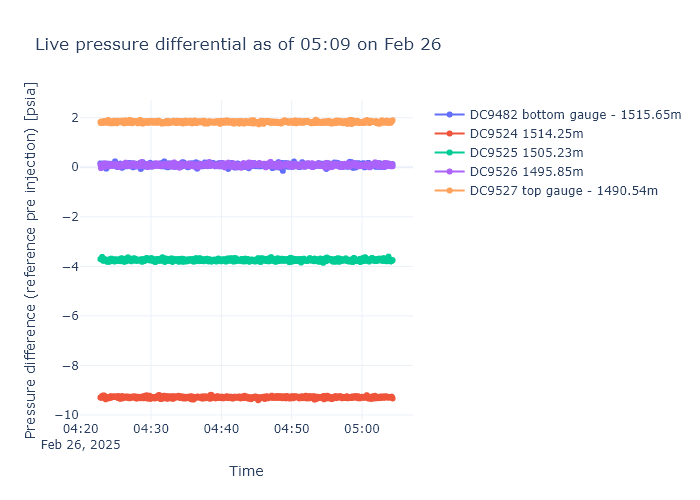 Live pressure differential as of 05:09 on Feb 26
Pressure difference (reference pre injection) [psia]
2
0
−2
−4
−6
−8
−10
04:20
04:30
04:40
04:50
05:00
Feb 26, 2025
Time
DC9482 bottom gauge - 1515.65m
DC9524 1514.25m
DC9525 1505.23m
DC9526 1495.85m
DC9527 top gauge - 1490.54m